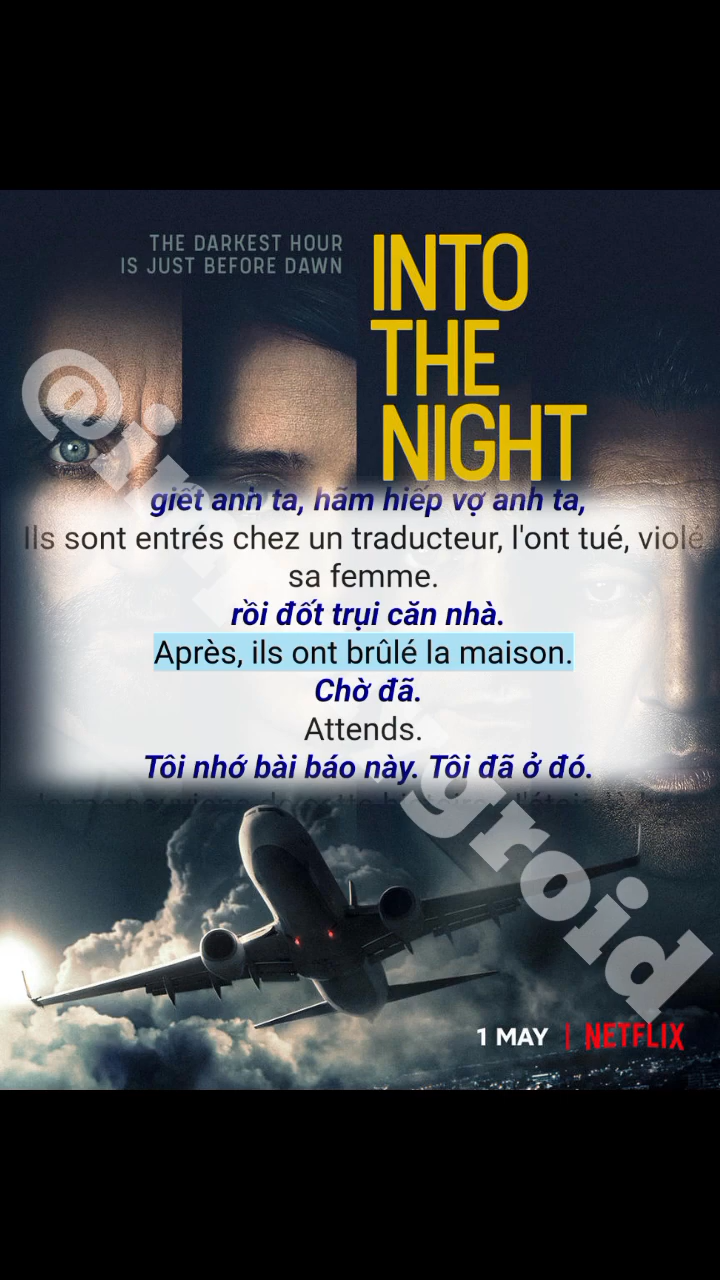 THE DARKEST HOUR
IS JUST BEFORE DAWN
INTO
THE
NIGHT
giết anh ta, hãm hiếp vợ anh ta,
Ils sont entrés chez un traducteur, l'ont tué, violé
sa femme.
rồi đốt trụi căn nhà.
Après, ils ont brûlé la maison.
Chờ đã.
Attends.
Tôi nhớ bài báo này. Tôi đã ở đó.
1 MAY | NETFLIX